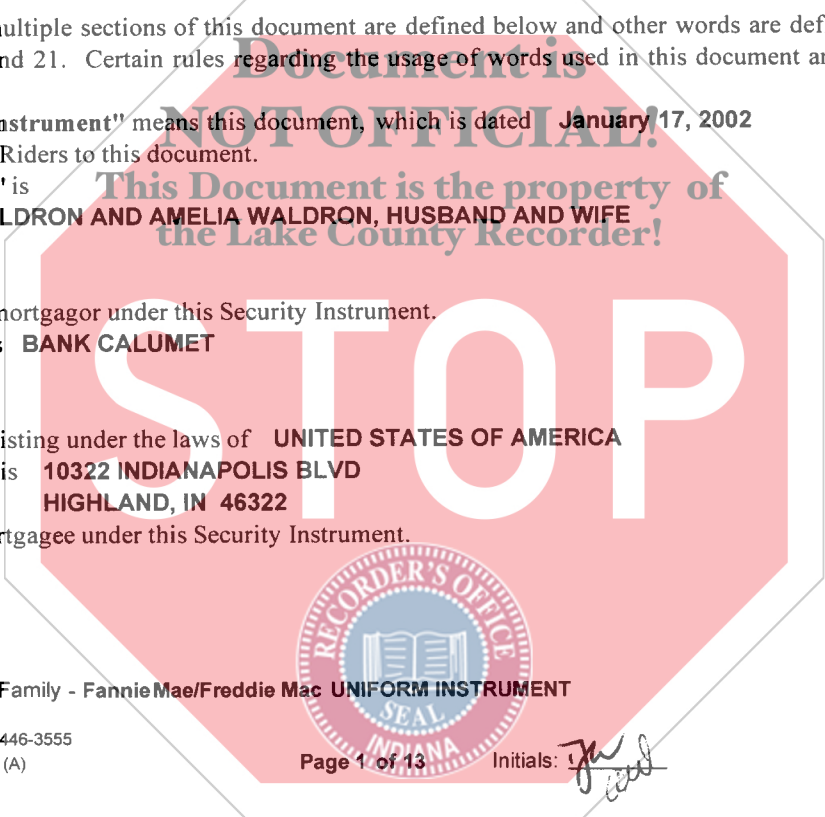 ultiple sections of this document are defined below and other words are def
nd 21. Certain rules regarding the usage of words used in this document a
Document is
nstrument" means this document, which is dated January 17, 2002
NOT OFFICIAL!
Riders to this document.
' is
This Document is the property of
LDRON AND AMELIA WALDRON, HUSBAND AND WIFE
the Lake County Recorder!
ortgagor under this Security Instrument.
BANK CALUMET
STOP
isting under the laws of UNITED STATES OF AMERICA
is 10322 INDIANAPOLIS BLVD
HIGHLAND, IN 46322
rtgagee under this Security Instrument.
RECORDER'S OFFICE
SEAL
INDIANA
Family - Fannie Mae/Freddie Mac UNIFORM INSTRUMENT
446-3555
(A)
Page 1 of 13 Initials: